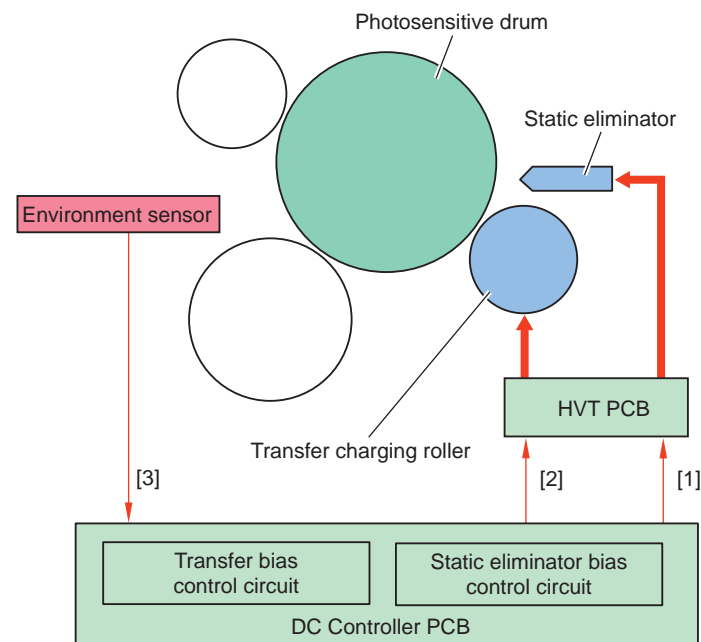 Photosensitive drum
Static eliminator
Environment sensor
HVT PCB
Transfer charging roller
[3]
[2]
[1]
Transfer bias
control circuit
Static eliminator bias
control circuit
DC Controller PCB